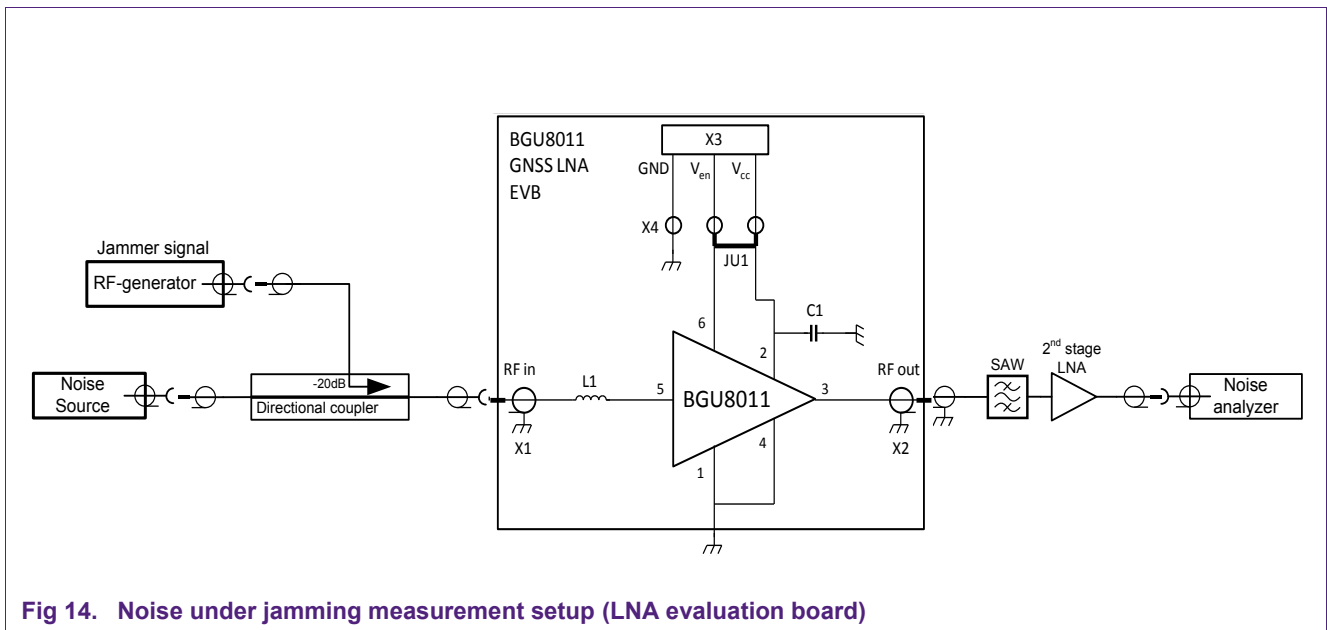 BGU8011
GNSS LNA
EVB
X3
GND
Ven
Vcc
X4
JU1
C1
6
2
Jammer signal
RF-generator
Noise
Source
-20dB
Directional coupler
RF in
X1
L1
5
BGU8011
3
4
1
RF out
X2
SAW
2nd stage
LNA
Noise
analyzer
Fig 14. Noise under jamming measurement setup (LNA evaluation board)